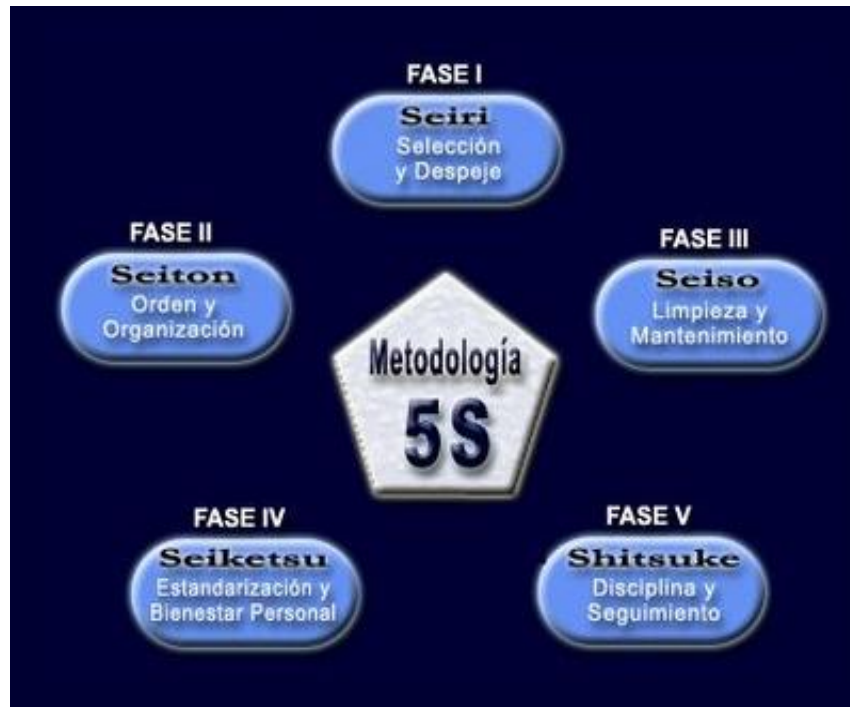 FASE I
Seiri
Selección
y Despeje
FASE II
Seiton
Orden y
Organización
FASE III
Seiso
Limpieza y
Mantenimiento
Metodología
5S
FASE IV
Seiketsu
Estandarización y
Bienestar Personal
FASE V
Shitsuke
Disciplina y
Seguimiento